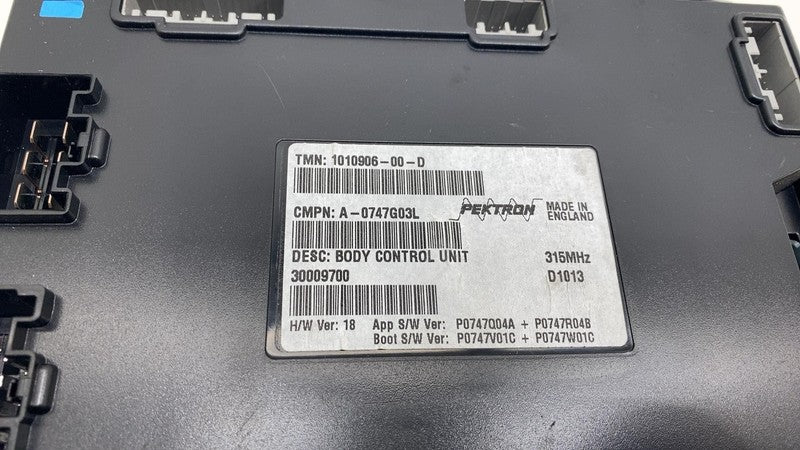 TMN: 1010906-00-D
CMPN: A-0747G03L
PEKTRON
MADE IN
ENGLAND
DESC: BODY CONTROL UNIT 315MHz
30009700 D1013
H/W Ver: 18 App S/W Ver: P0747Q04A + P0747R04B
Boot S/W Ver: P0747V01C + P0747W01C